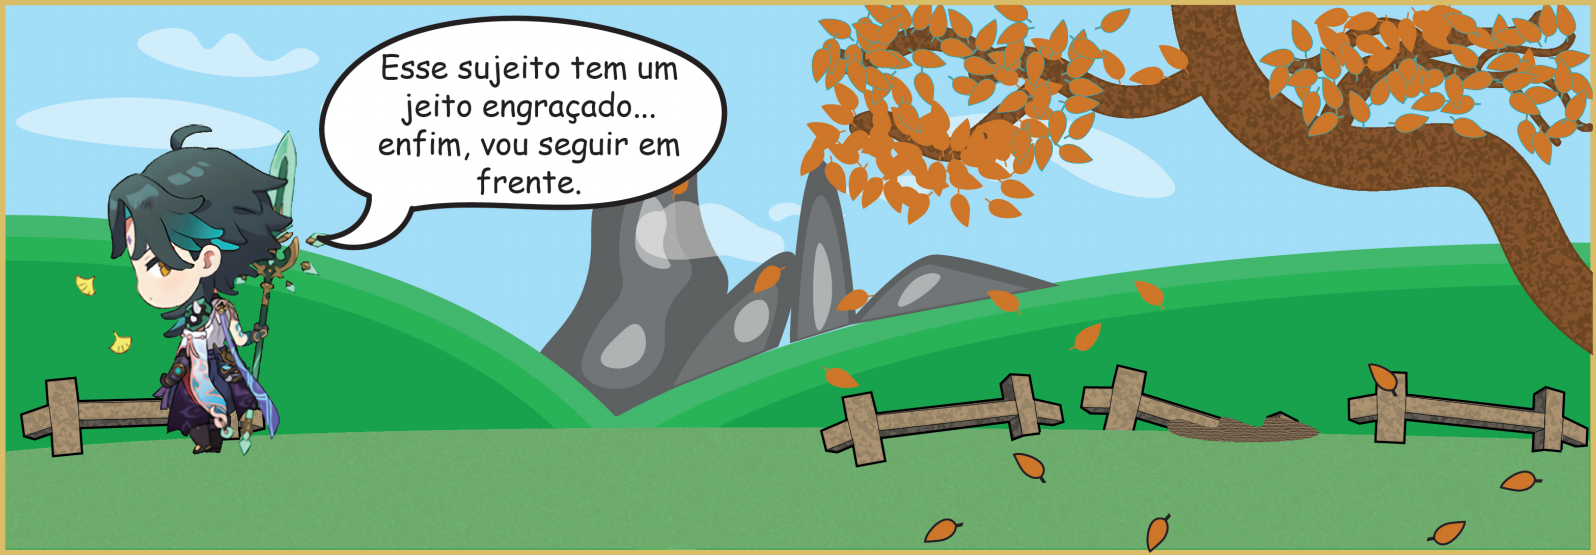 Esse sujeito tem um
jeito engraçado...
enfim, vou seguir em
frente.